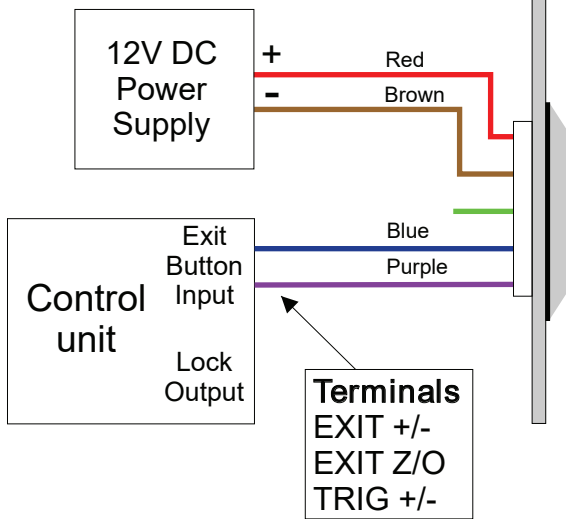 12V DC
Power
Supply
+
-
Red
Brown
Blue
Purple
Exit
Button
Input
Control
unit
Lock
Output
Terminals
EXIT +/-
EXIT Z/O
TRIG +/-